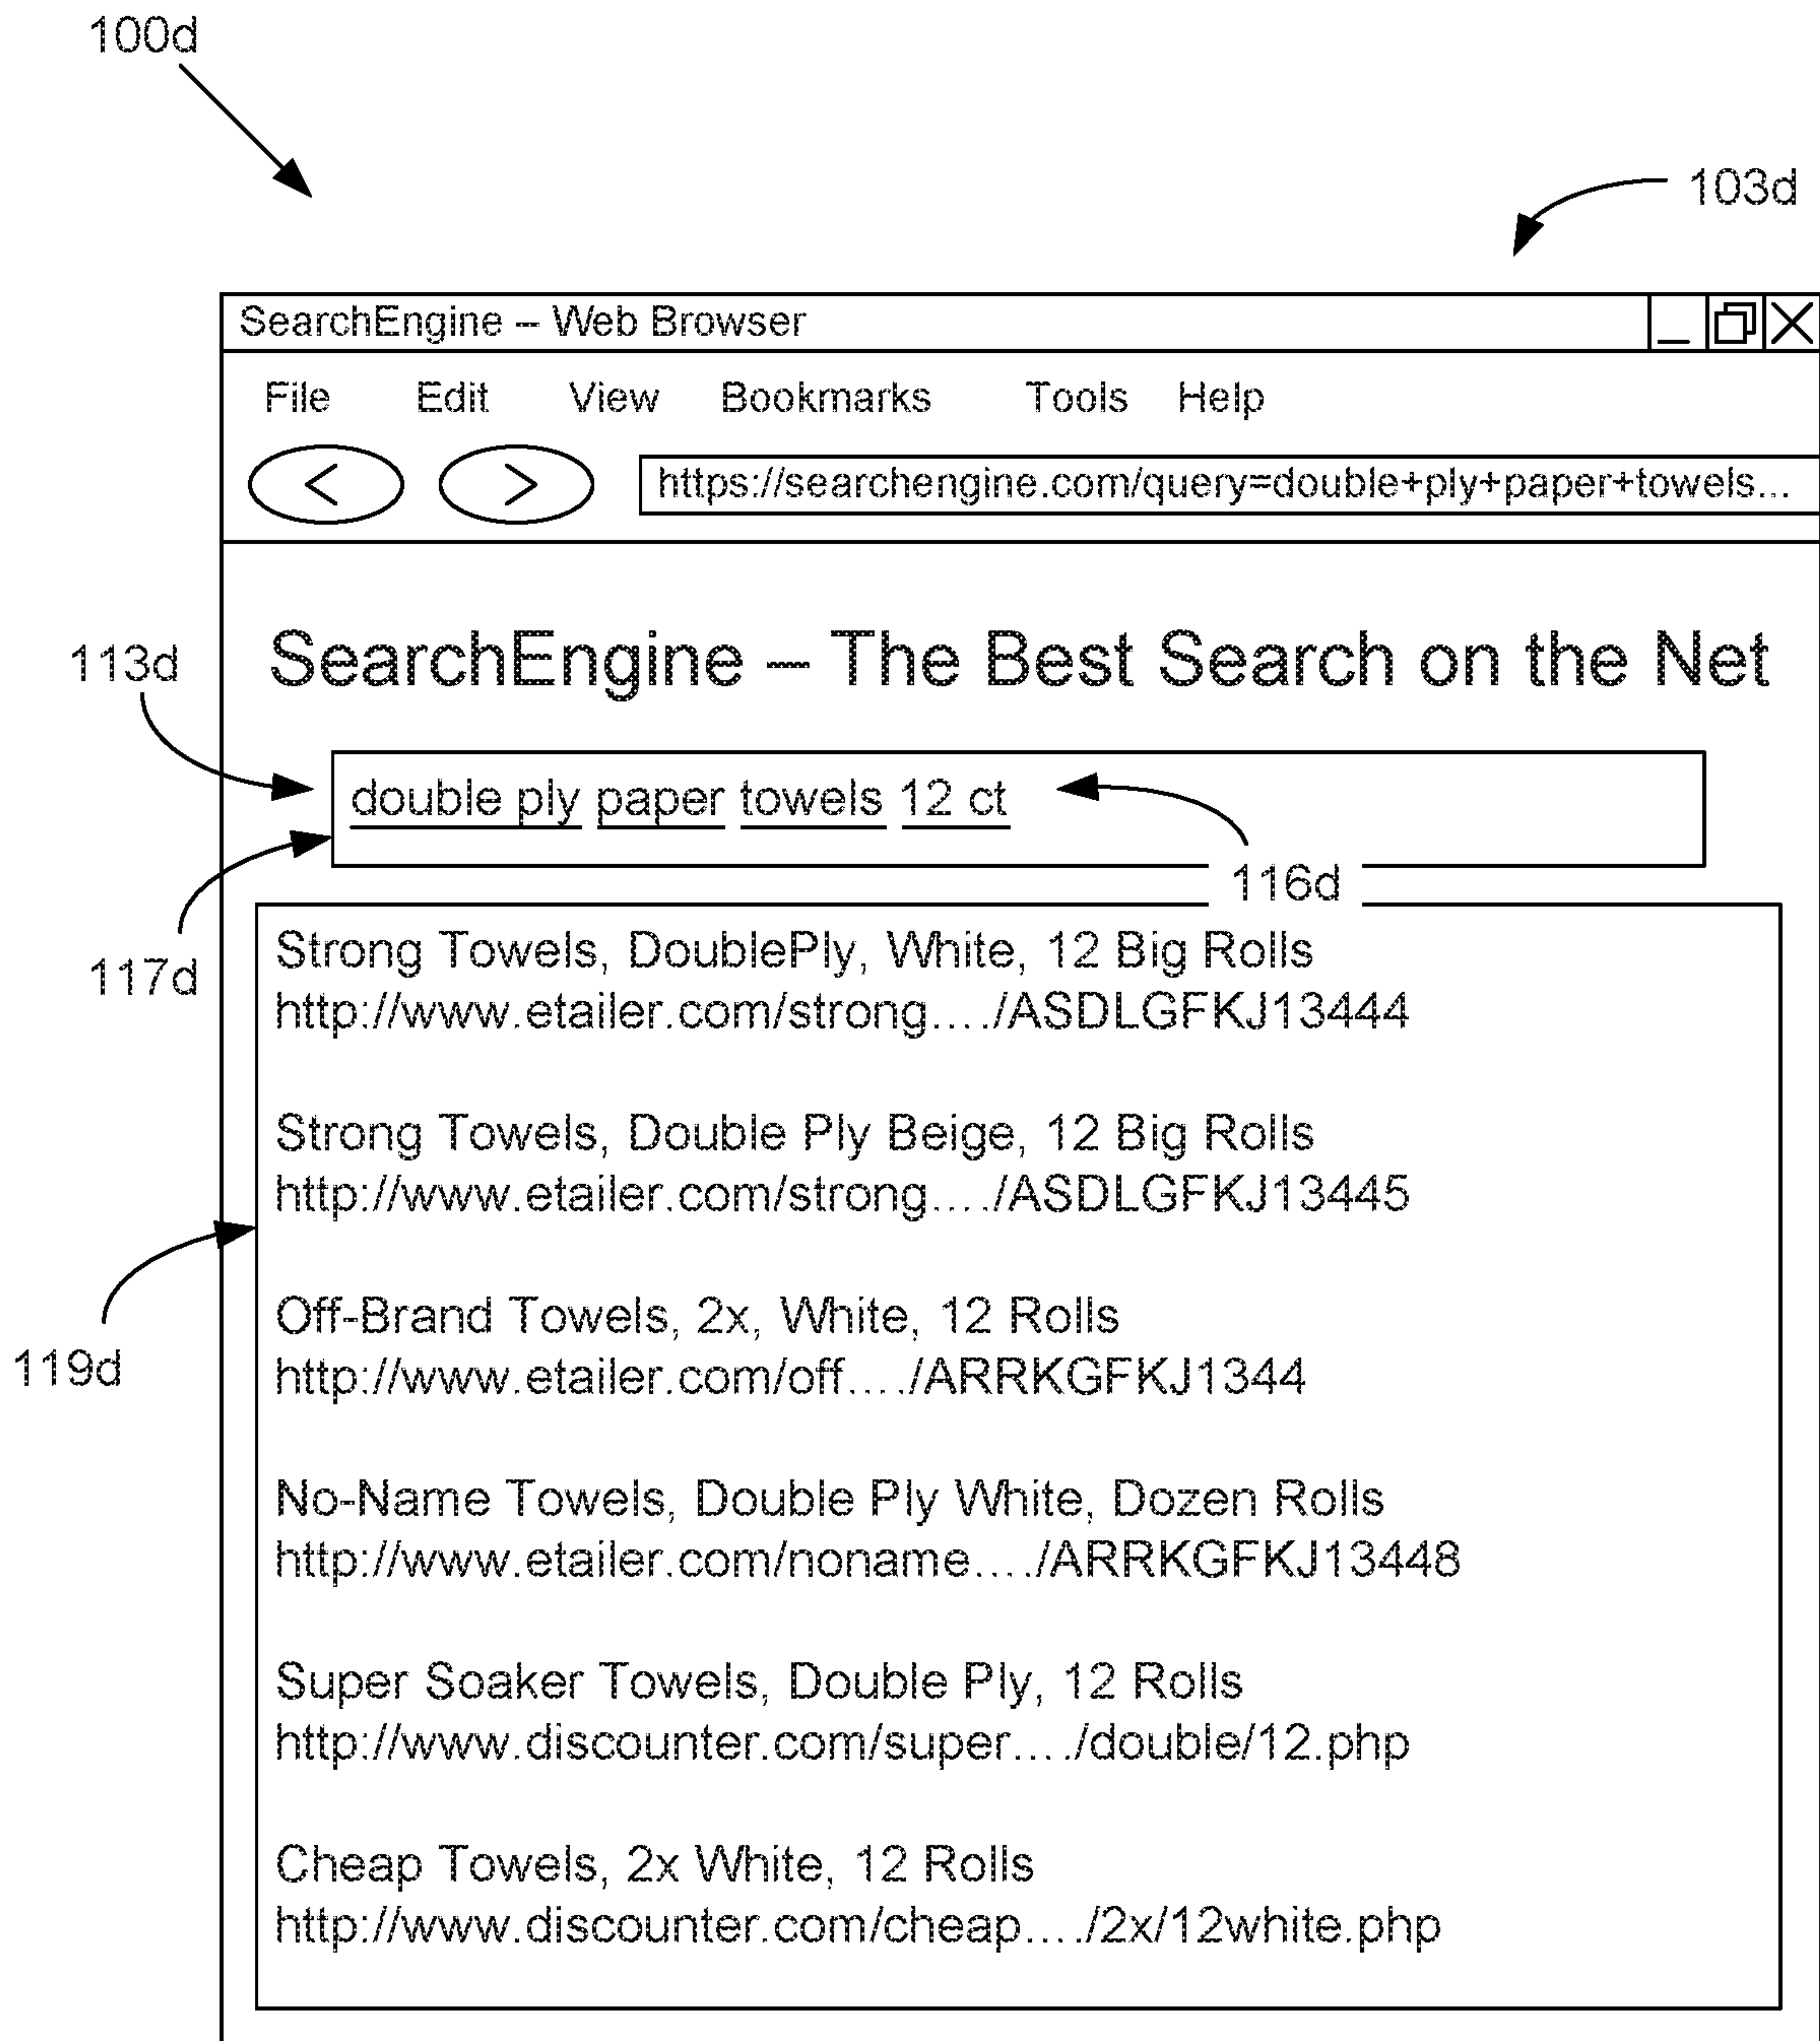 100d
103d
SearchEngine – Web Browser
File Edit View Bookmarks Tools Help
< > https://searchengine.com/query=double+ply+paper+towels...
113d
SearchEngine – The Best Search on the Net
double ply paper towels 12 ct
116d
117d
Strong Towels, DoublePly, White, 12 Big Rolls
http://www.etailer.com/strong..../ASDLGFKJ13444
Strong Towels, Double Ply Beige, 12 Big Rolls
http://www.etailer.com/strong..../ASDLGFKJ13445
119d
Off-Brand Towels, 2x, White, 12 Rolls
http://www.etailer.com/off..../ARRKGFKJ1344
No-Name Towels, Double Ply White, Dozen Rolls
http://www.etailer.com/noname..../ARRKGFKJ13448
Super Soaker Towels, Double Ply, 12 Rolls
http://www.discounter.com/super..../double/12.php
Cheap Towels, 2x White, 12 Rolls
http://www.discounter.com/cheap..../2x/12white.php